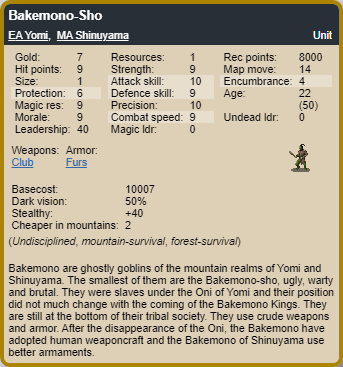 Bakemono-Sho
EA Yomi, MA Shinuyama Unit
Gold: 7 Resources: 1 Rec points: 8000
Hit points: 9 Strength: 9 Map move: 14
Size: 1 Attack skill: 10 Encumbrance: 4
Protection: 6 Defence skill: 9 Age: 22
Magic res: 9 Precision: 10 (50)
Morale: 9 Combat speed: 9 Undead ldr: 0
Leadership: 40 Magic ldr: 0
Weapons: Armor:
Club Furs
Basecost: 10007
Dark vision: 50%
Stealthy: +40
Cheaper in mountains: 2
(Undisciplined, mountain-survival, forest-survival)
Bakemono are ghostly goblins of the mountain realms of Yomi and
Shinuyama. The smallest of them are the Bakemono-sho, ugly, warty
and brutal. They were slaves under the Oni of Yomi and their position
did not much change with the coming of the Bakemono Kings. They
are still at the bottom of their tribal society. They use crude weapons
and armor. After the disappearance of the Oni, the Bakemono have
adopted human weaponcraft and the Bakemono of Shinuyama use
better armaments.